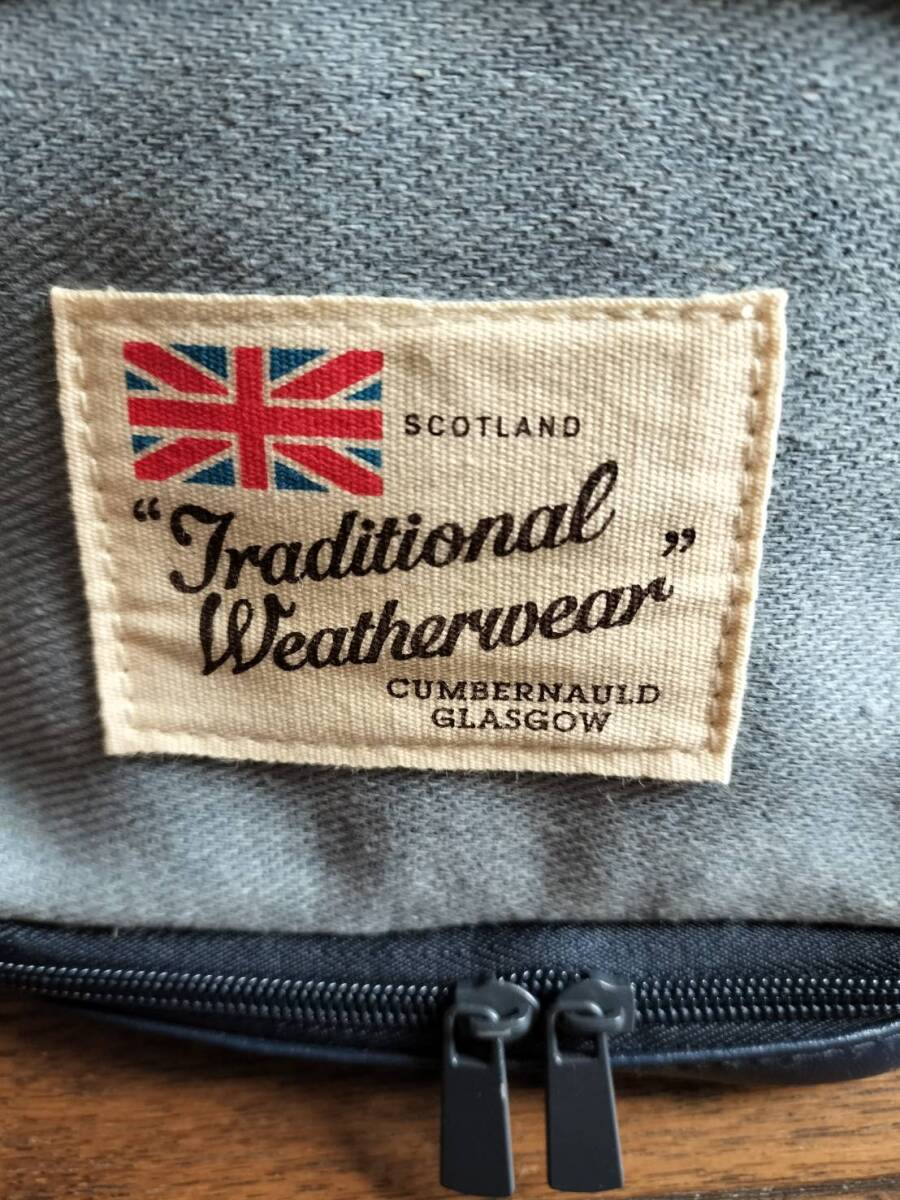 SCOTLAND
“Traditional
Weatherwear”
CUMBERNAULD
GLASGOW